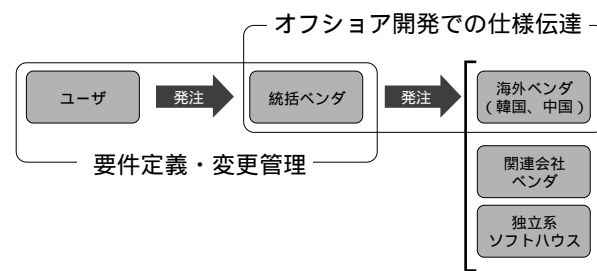 オフショア開発での仕様伝達
ユーザ
発注
統括ベンダ
発注
海外ベンダ
(韓国、中国)
要件定義・変更管理
関連会社
ベンダ
独立系
ソフトハウス